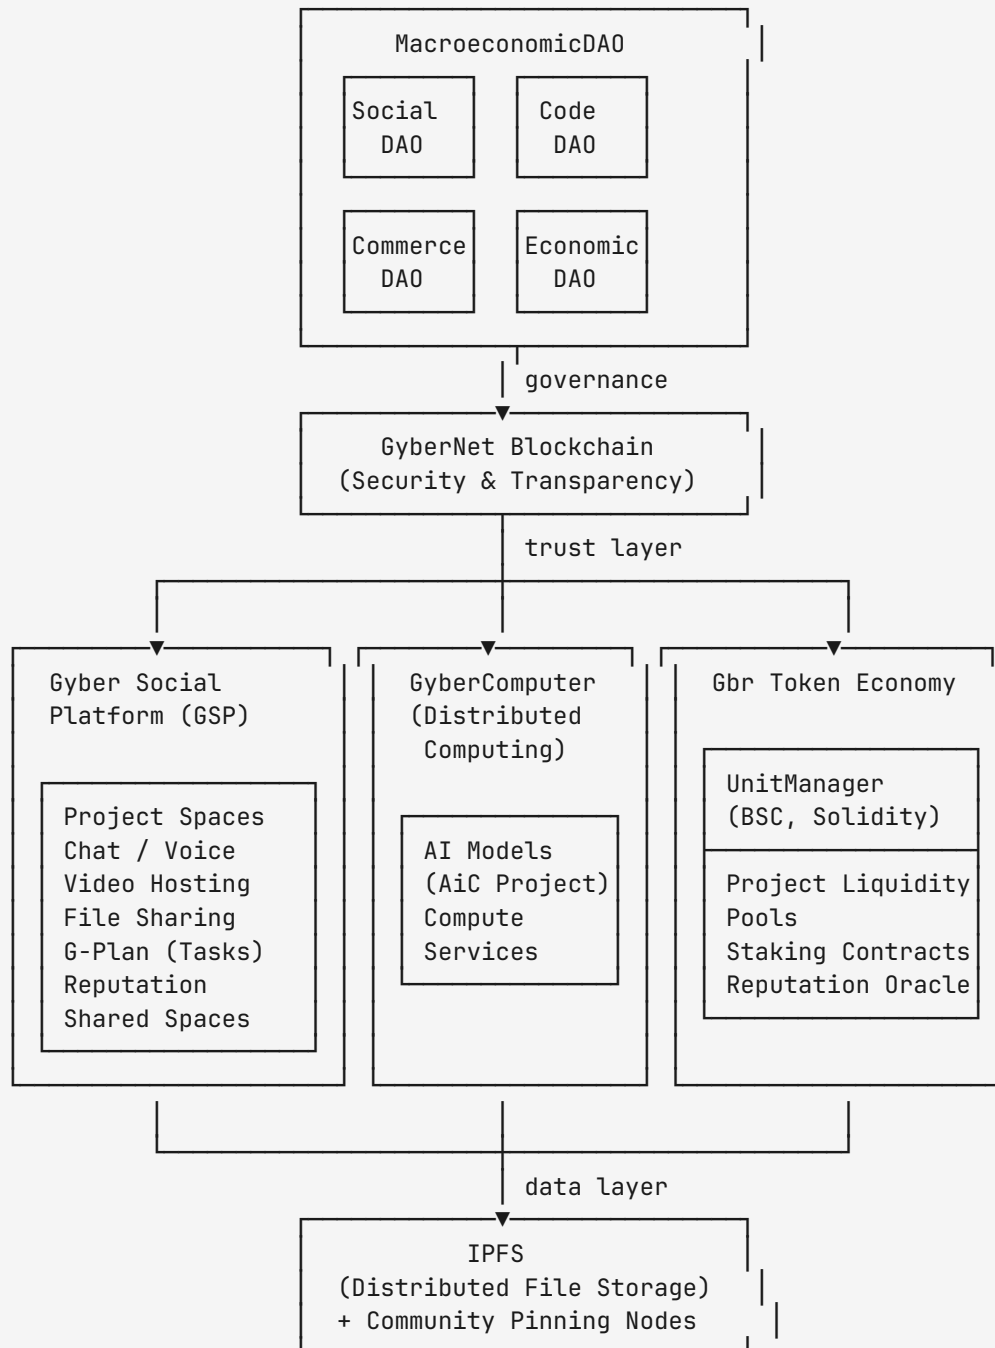 MacroeconomicDAO
Social DAO
Code DAO
Commerce DAO
Economic DAO
governance
GyberNet Blockchain
(Security & Transparency)
trust layer
Gyber Social
Platform (GSP)
Project Spaces
Chat / Voice
Video Hosting
File Sharing
G-Plan (Tasks)
Reputation
Shared Spaces
GyberComputer
(Distributed
Computing)
AI Models
(AiC Project)
Compute
Services
Gbr Token Economy
UnitManager
(BSC, Solidity)
Project Liquidity
Pools
Staking Contracts
Reputation Oracle
data layer
IPFS
(Distributed File Storage)
+ Community Pinning Nodes